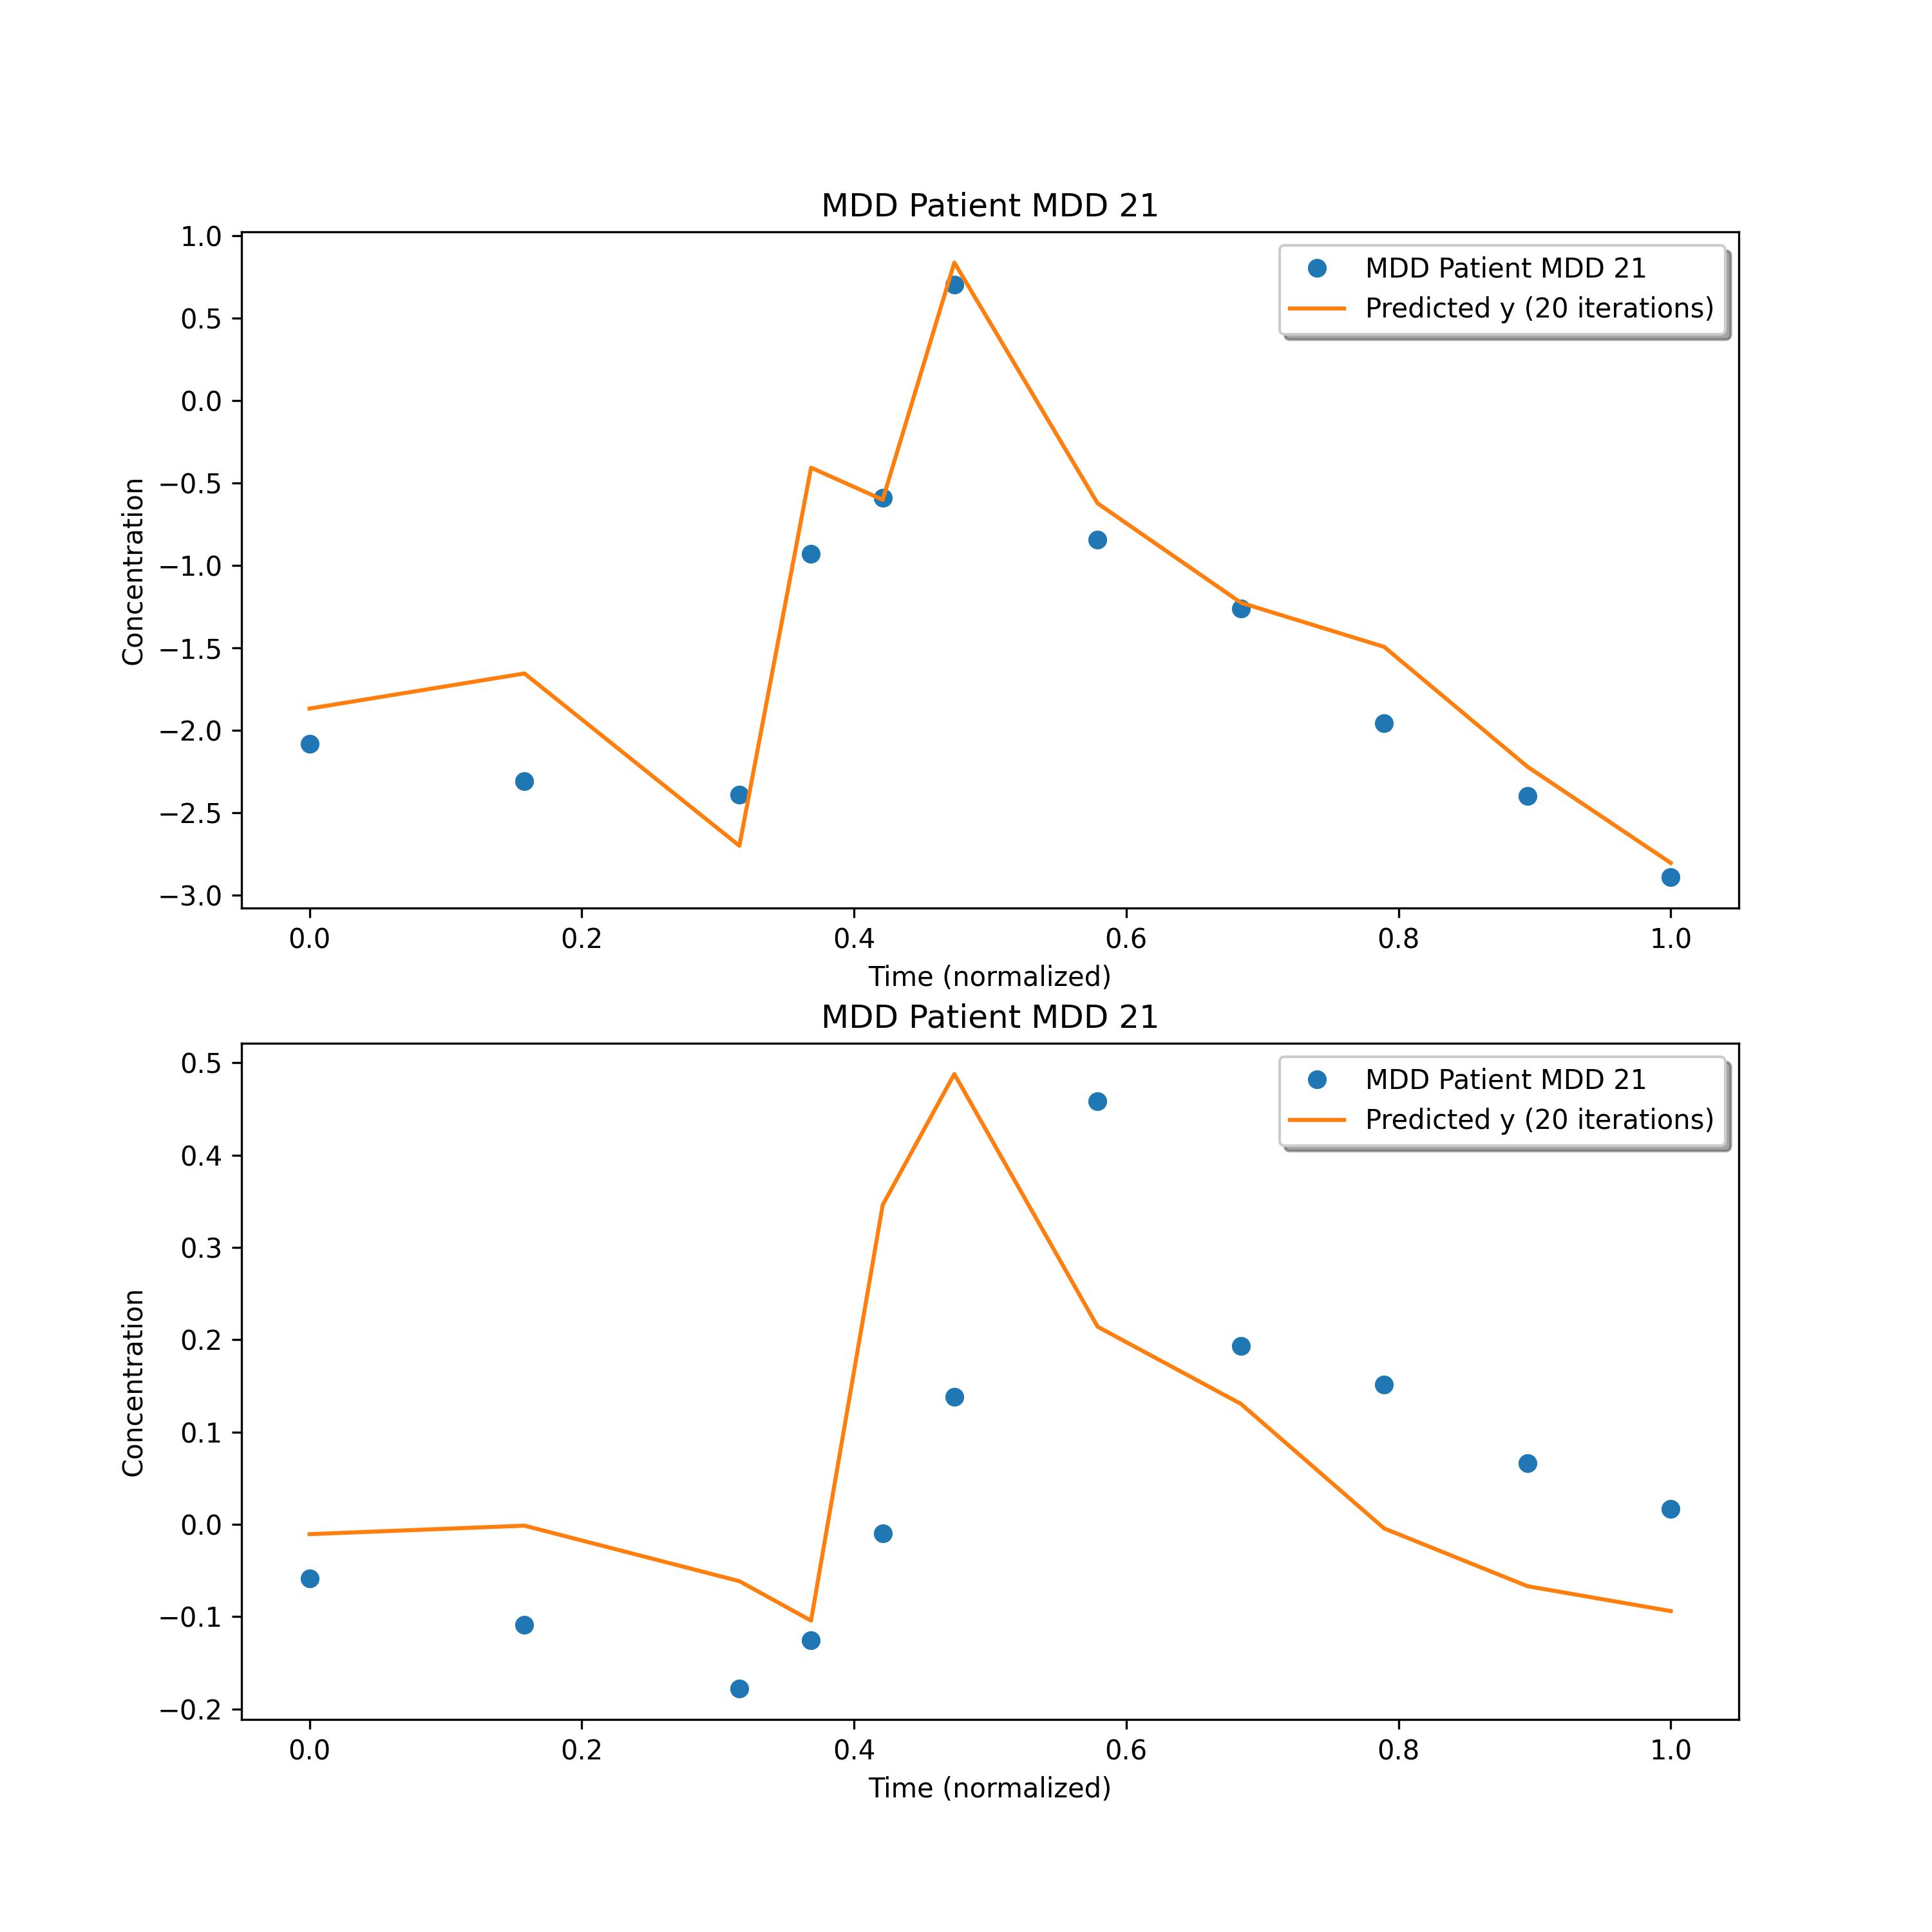 MDD Patient MDD 21
1.0
0.5
0.0
−0.5
−1.0
−1.5
−2.0
−2.5
−3.0
Concentration
MDD Patient MDD 21
Predicted y (20 iterations)
0.0 0.2 0.4 0.6 0.8 1.0
Time (normalized)
MDD Patient MDD 21
0.5
0.4
0.3
0.2
0.1
0.0
−0.1
−0.2
Concentration
MDD Patient MDD 21
Predicted y (20 iterations)
0.0 0.2 0.4 0.6 0.8 1.0
Time (normalized)